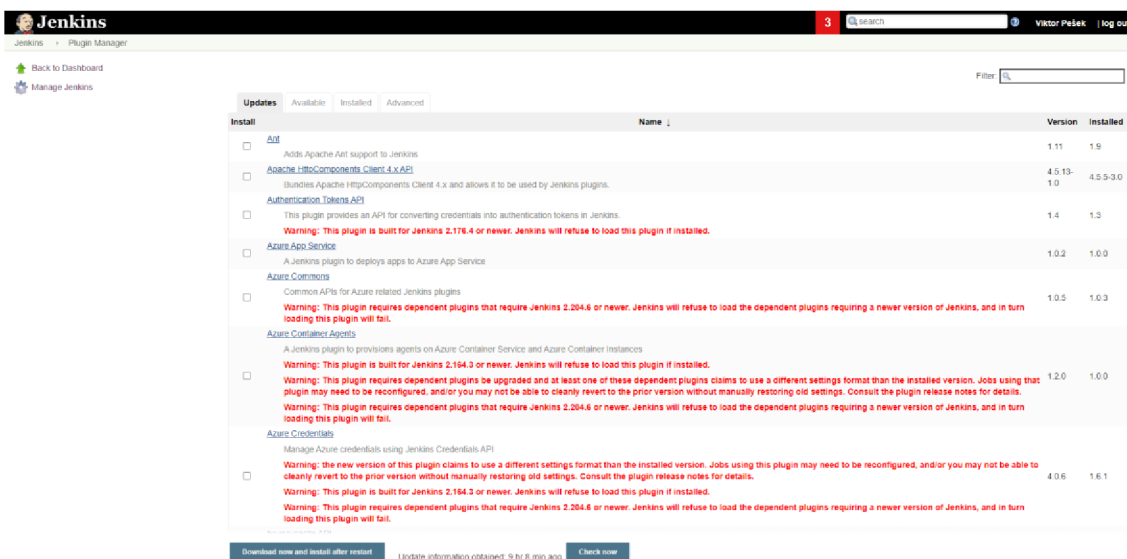 Jenkins
3
search
Viktor Pešek
| log ou
Jenkins
Plugin Manager
Back to Dashboard
Manage Jenkins
Filter:
Updates
Available
Installed
Advanced
Install
Name ↓
Version
Installed
Ant
Adds Apache Ant support to Jenkins
1.11
1.9
Apache HttpComponents Client 4.x API
Bundles Apache HttpComponents Client 4.x and allows it to be used by Jenkins plugins.
4.5.13-
1.0
4.5.5-3.0
Authentication Tokens API
This plugin provides an API for converting credentials into authentication tokens in Jenkins.
Warning: This plugin is built for Jenkins 2.176.4 or newer. Jenkins will refuse to load this plugin if installed.
1.4
1.3
Azure App Service
A Jenkins plugin to deploys apps to Azure App Service
1.0.2
1.0.0
Azure Commons
Common APIs for Azure related Jenkins plugins
Warning: This plugin requires dependent plugins that require Jenkins 2.204.6 or newer. Jenkins will refuse to load the dependent plugins requiring a newer version of Jenkins, and in turn
loading this plugin will fail.
1.0.5
1.0.3
Azure Container Agents
A Jenkins plugin to provisions agents on Azure Container Service and Azure Container Instances
Warning: This plugin is built for Jenkins 2.164.3 or newer. Jenkins will refuse to load this plugin if installed.
Warning: This plugin requires dependent plugins be upgraded and at least one of these dependent plugins claims to use a different settings format than the installed version. Jobs using that
plugin may need to be reconfigured, and/or you may not be able to cleanly revert to the prior version without manually restoring old settings. Consult the plugin release notes for details.
Warning: This plugin requires dependent plugins that require Jenkins 2.204.6 or newer. Jenkins will refuse to load the dependent plugins requiring a newer version of Jenkins, and in turn
loading this plugin will fail.
1.2.0
1.0.0
Azure Credentials
Manage Azure credentials using Jenkins Credentials API
Warning: the new version of this plugin claims to use a different settings format than the installed version. Jobs using this plugin may need to be reconfigured, and/or you may not be able to
cleanly revert to the prior version without manually restoring old settings. Consult the plugin release notes for details.
Warning: This plugin is built for Jenkins 2.164.3 or newer. Jenkins will refuse to load this plugin if installed.
Warning: This plugin requires dependent plugins that require Jenkins 2.204.6 or newer. Jenkins will refuse to load the dependent plugins requiring a newer version of Jenkins, and in turn
loading this plugin will fail.
4.0.6
1.6.1
Download now and install after restart
Update information obtained: 9 hr 8 min ago
Check now